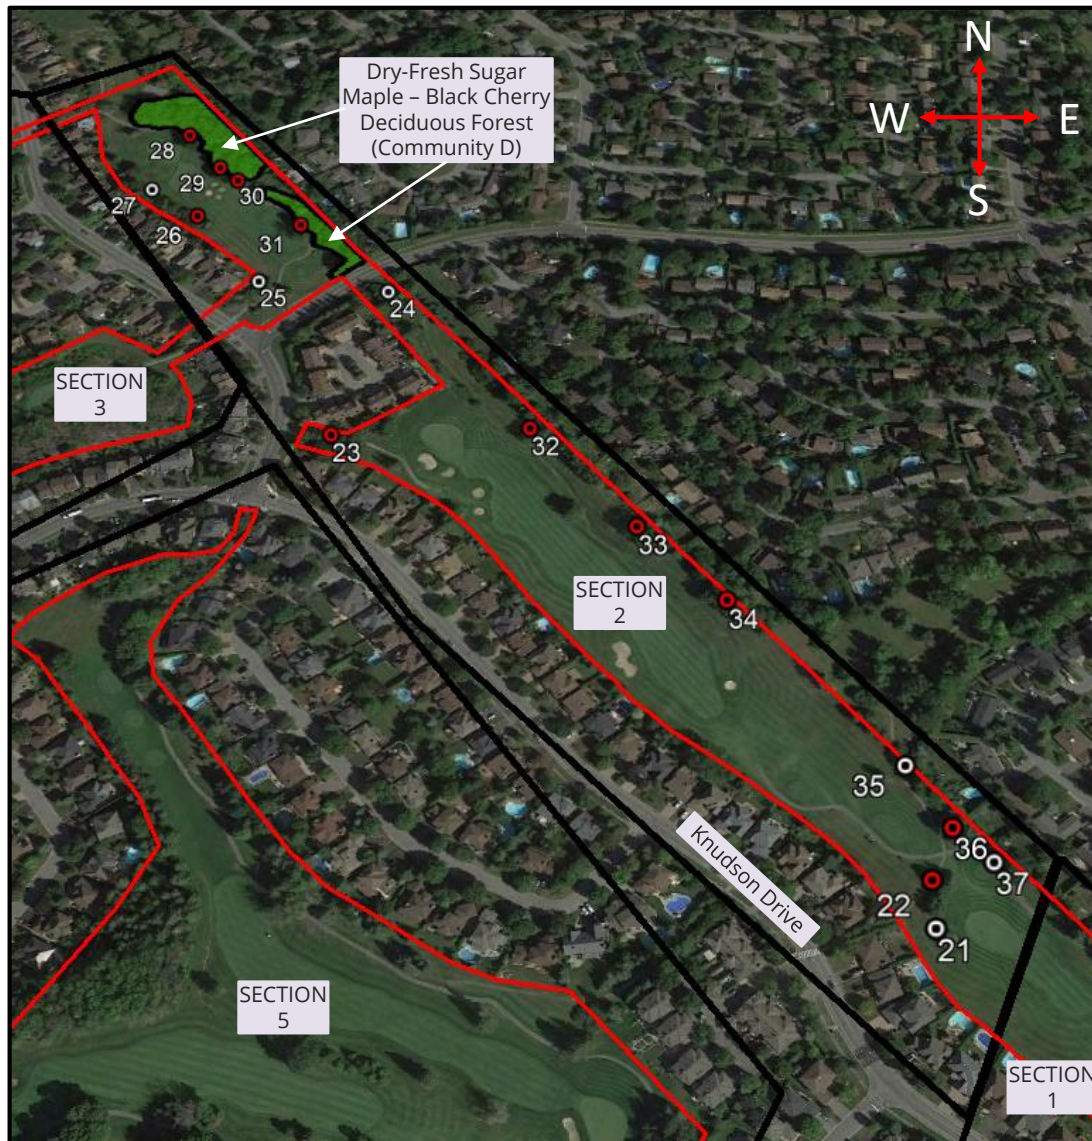 N
Dry-Fresh Sugar
Maple – Black Cherry
Deciduous Forest
(Community D)
W
E
S
28
29
30
27
26
31
25
24
SECTION
3
23
32
33
SECTION
2
34
35
Knudson Drive
36
37
22
21
SECTION
5
SECTION
1